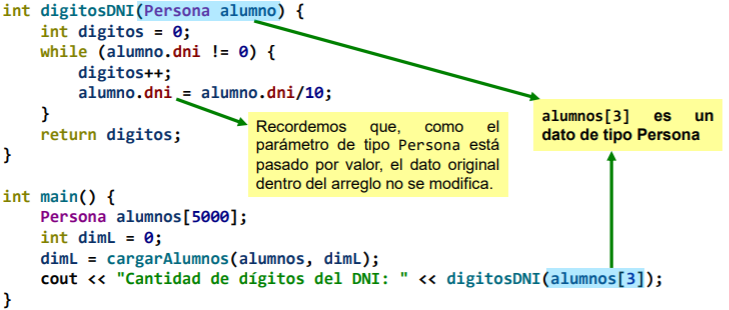 int digitosDNI(Persona alumno) {
int digitos = 0;
while (alumno.dni != 0) {
digitos++;
alumno.dni = alumno.dni/10;
}
return digitos;
}
Recordemos que, como el
parámetro de tipo Persona está
pasado por valor, el dato original
dentro del arreglo no se modifica.
alumnos[3] es un
dato de tipo Persona
int main() {
Persona alumnos[5000];
int dimL = 0;
dimL = cargarAlumnos(alumnos, dimL);
cout << "Cantidad de dígitos del DNI: " << digitosDNI(alumnos[3]);
}